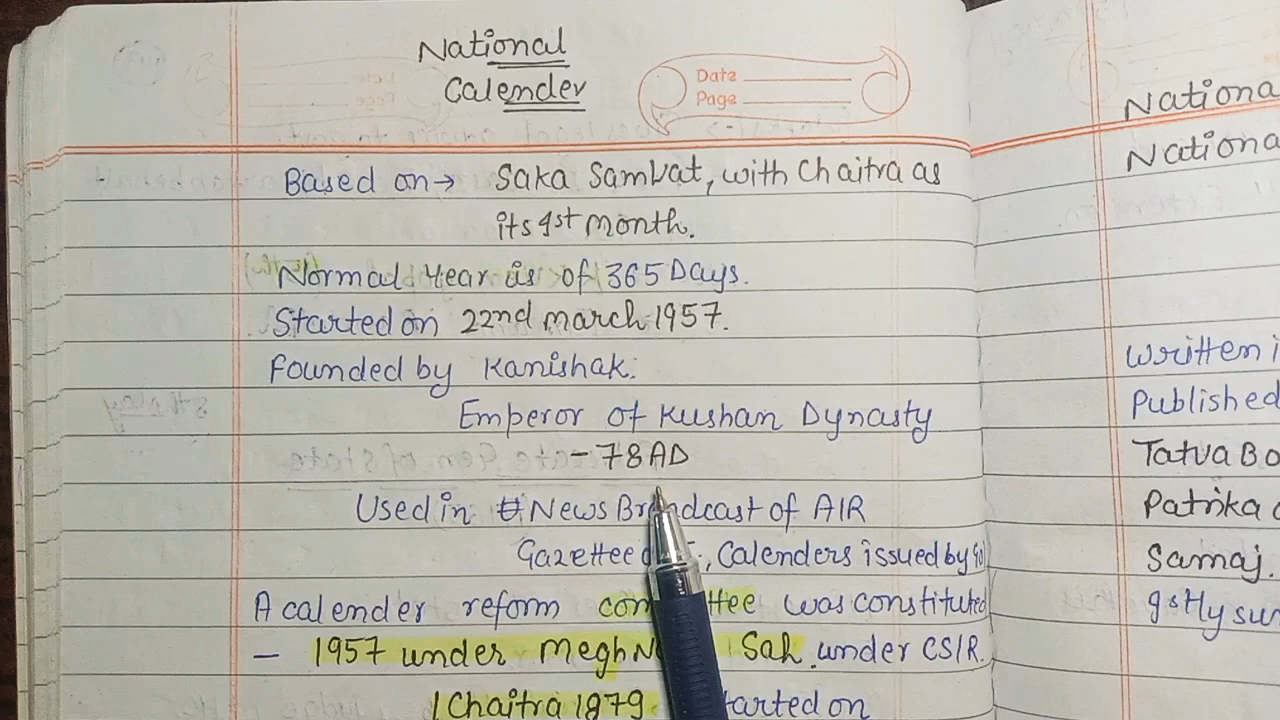 National
Calender
Date
Page
Based on → Saka Samvat, with Chaitra as
its 1st month.
Normal Year is of 365 Days.
Started on 22nd march 1957.
Founded by Kanishak.
Emperor of Kushan Dynasty
- 78 AD
Used in News Broadcast of AIR
Calenders issued by
A calender reform was constituted
- 1957 under Sah under CSIR.
1 Chaitra 1879
on
Nationa
Nationa
written i
Published
Tatva Bo
Patrika
Samaj.